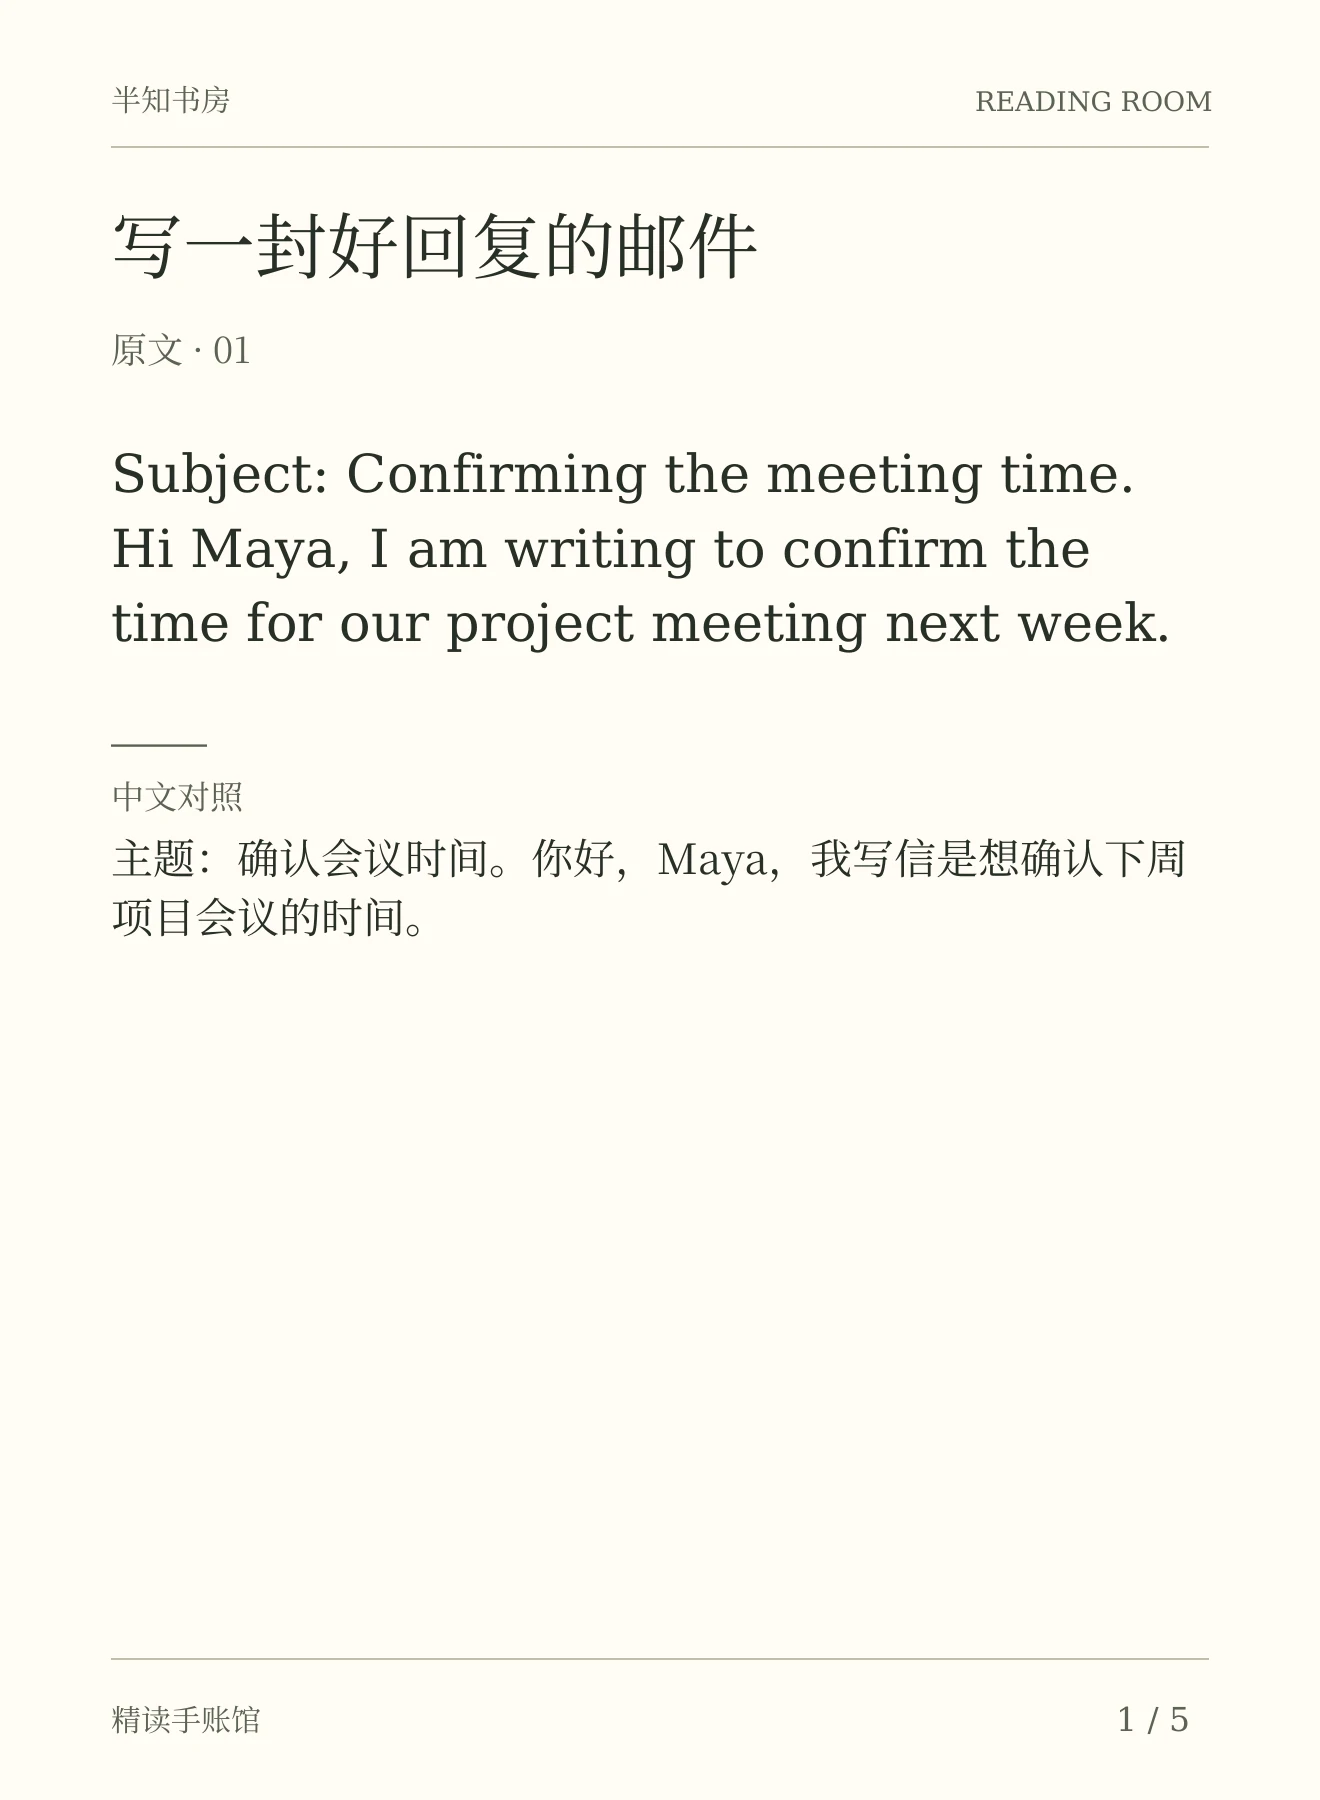 半知书房
READING ROOM
写一封好回复的邮件
原文 · 01
Subject: Confirming the meeting time.
Hi Maya, I am writing to confirm the
time for our project meeting next week.
中文对照
主题：确认会议时间。你好，Maya，我写信是想确认下周
项目会议的时间。
精读手账馆
1 / 5